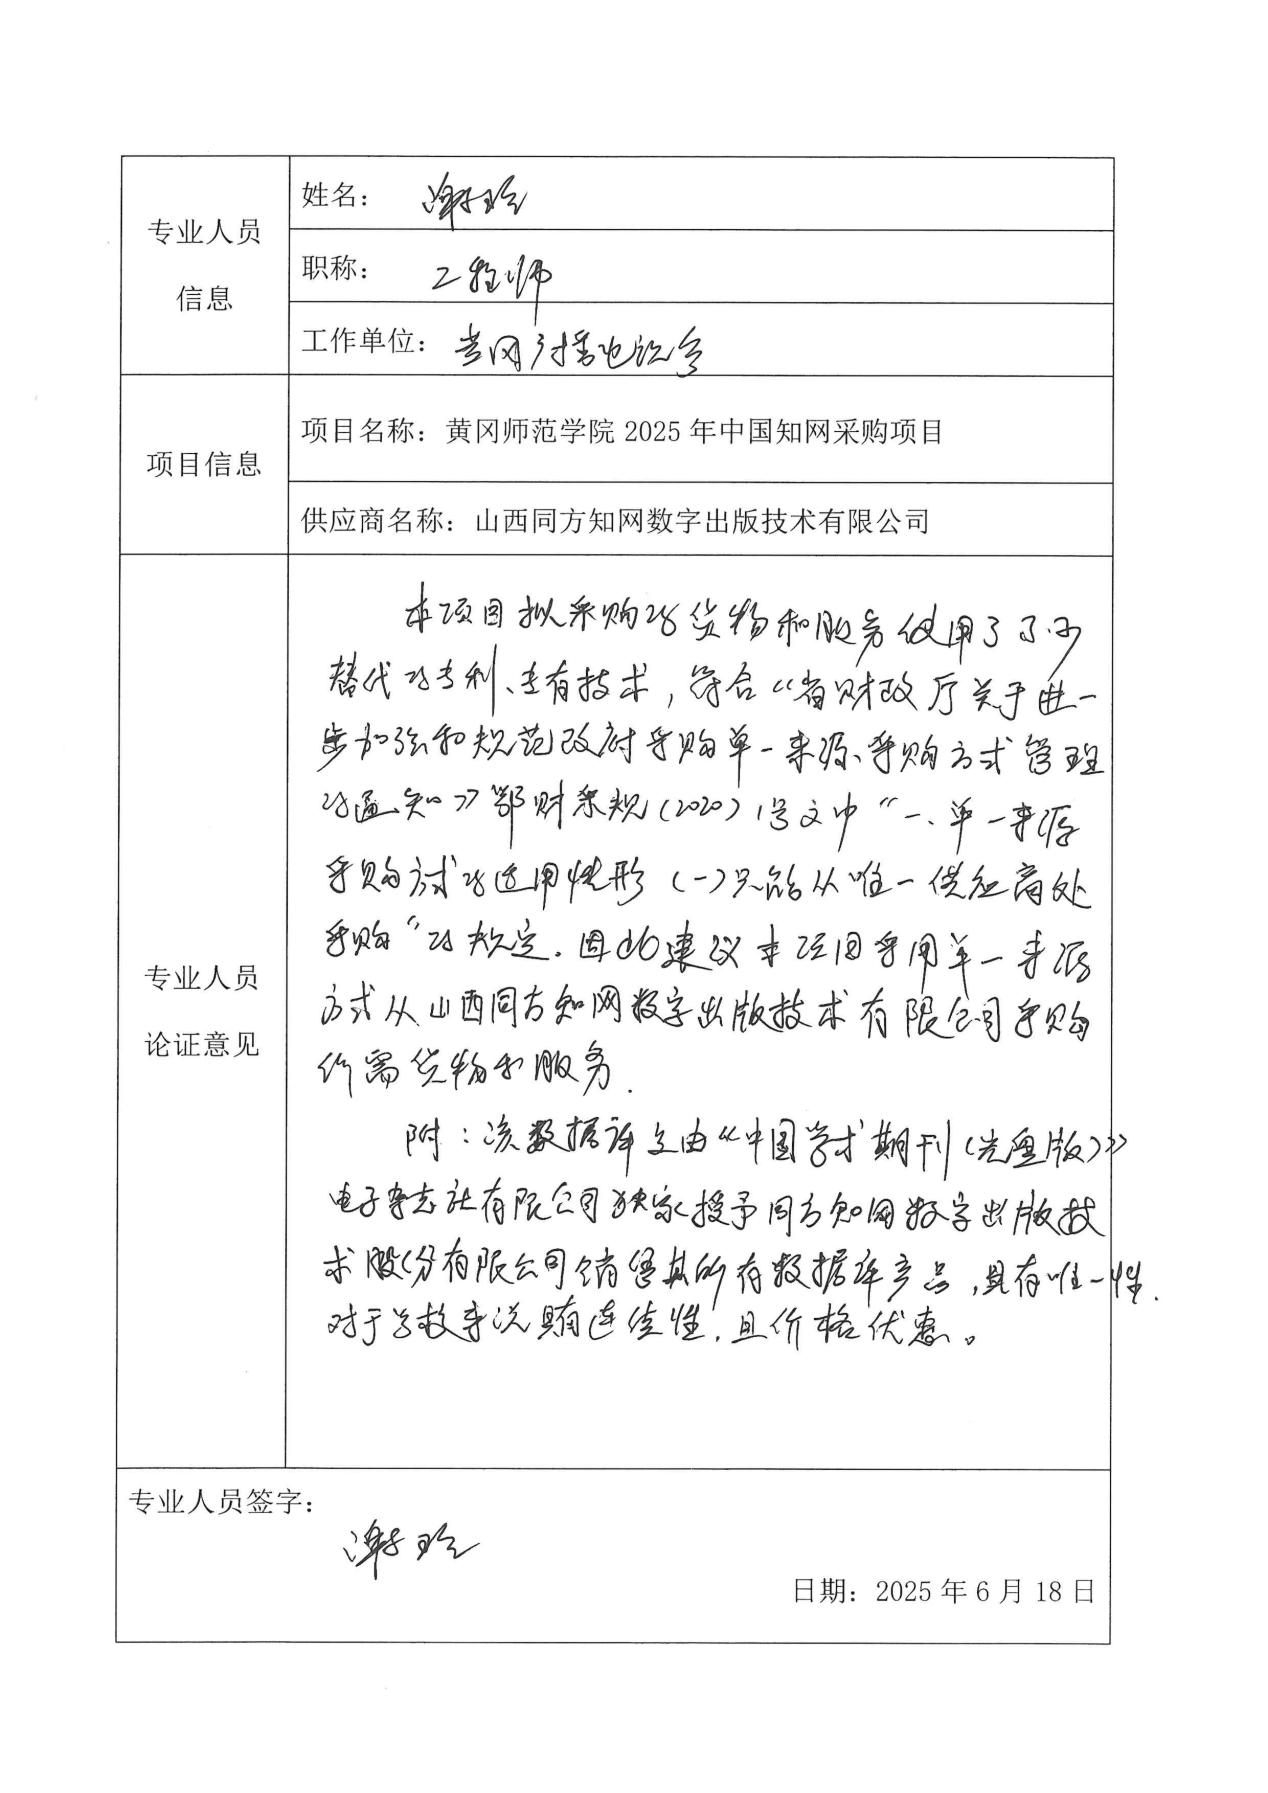 专业人员
信息
姓名： 谢玲
职称： 工程师
工作单位： 黄冈广播电视台
项目信息
项目名称：黄冈师范学院 2025 年中国知网采购项目
供应商名称：山西同方知网数字出版技术有限公司
专业人员
论证意见
本项目拟采购的货物和服务使用了不可
替代的专利、专有技术，符合《省财政厅关于进一
步加强和规范政府采购单一来源采购方式管理
的通知》鄂财采规（2020）1号文中“一、单一来源
采购方式的适用情形（一）只能从唯一供应商处
采购”的规定。因此建议本项目采用单一来源
方式从山西同方知网数字出版技术有限公司采购
所需货物和服务.
附：该数据库是由《中国学术期刊（光盘版）》
电子杂志社有限公司独家授予同方知网数字出版技
术股份有限公司销售其所有数据库产品，具有唯一性.
对于学校来说具有连续性，且价格优惠。
专业人员签字：
谢玲
日期：2025 年 6 月 18 日